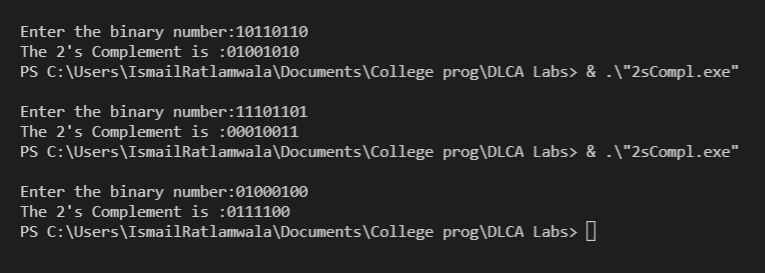 Enter the binary number:10110110
The 2's Complement is :01001010
PS C:\Users\IsmailRatlamwala\Documents\College prog\DLCA Labs> & .\"2sCompl.exe"
Enter the binary number:11101101
The 2's Complement is :00010011
PS C:\Users\IsmailRatlamwala\Documents\College prog\DLCA Labs> & .\"2sCompl.exe"
Enter the binary number:01000100
The 2's Complement is :0111100
PS C:\Users\IsmailRatlamwala\Documents\College prog\DLCA Labs>